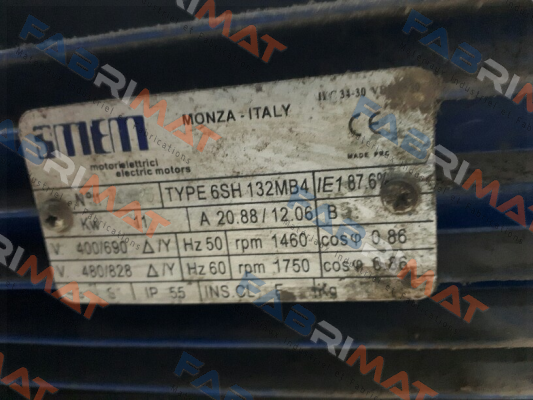 FABRIMAT
SMEM
motori elettrici
electric motors
MONZA - ITALY
IEC 34-30
CE
MADE PRC
N°
TYPE 6SH 132MB4
IE1 87.6%
Kw 11
A 20.88 / 12.06
B
V. 400/690 Δ/Y
Hz 50
rpm 1460
cosφ 0.86
V. 480/828 Δ/Y
Hz 60
rpm 1750
cosφ 0.86
IP 55
INS.CL. F
Kg